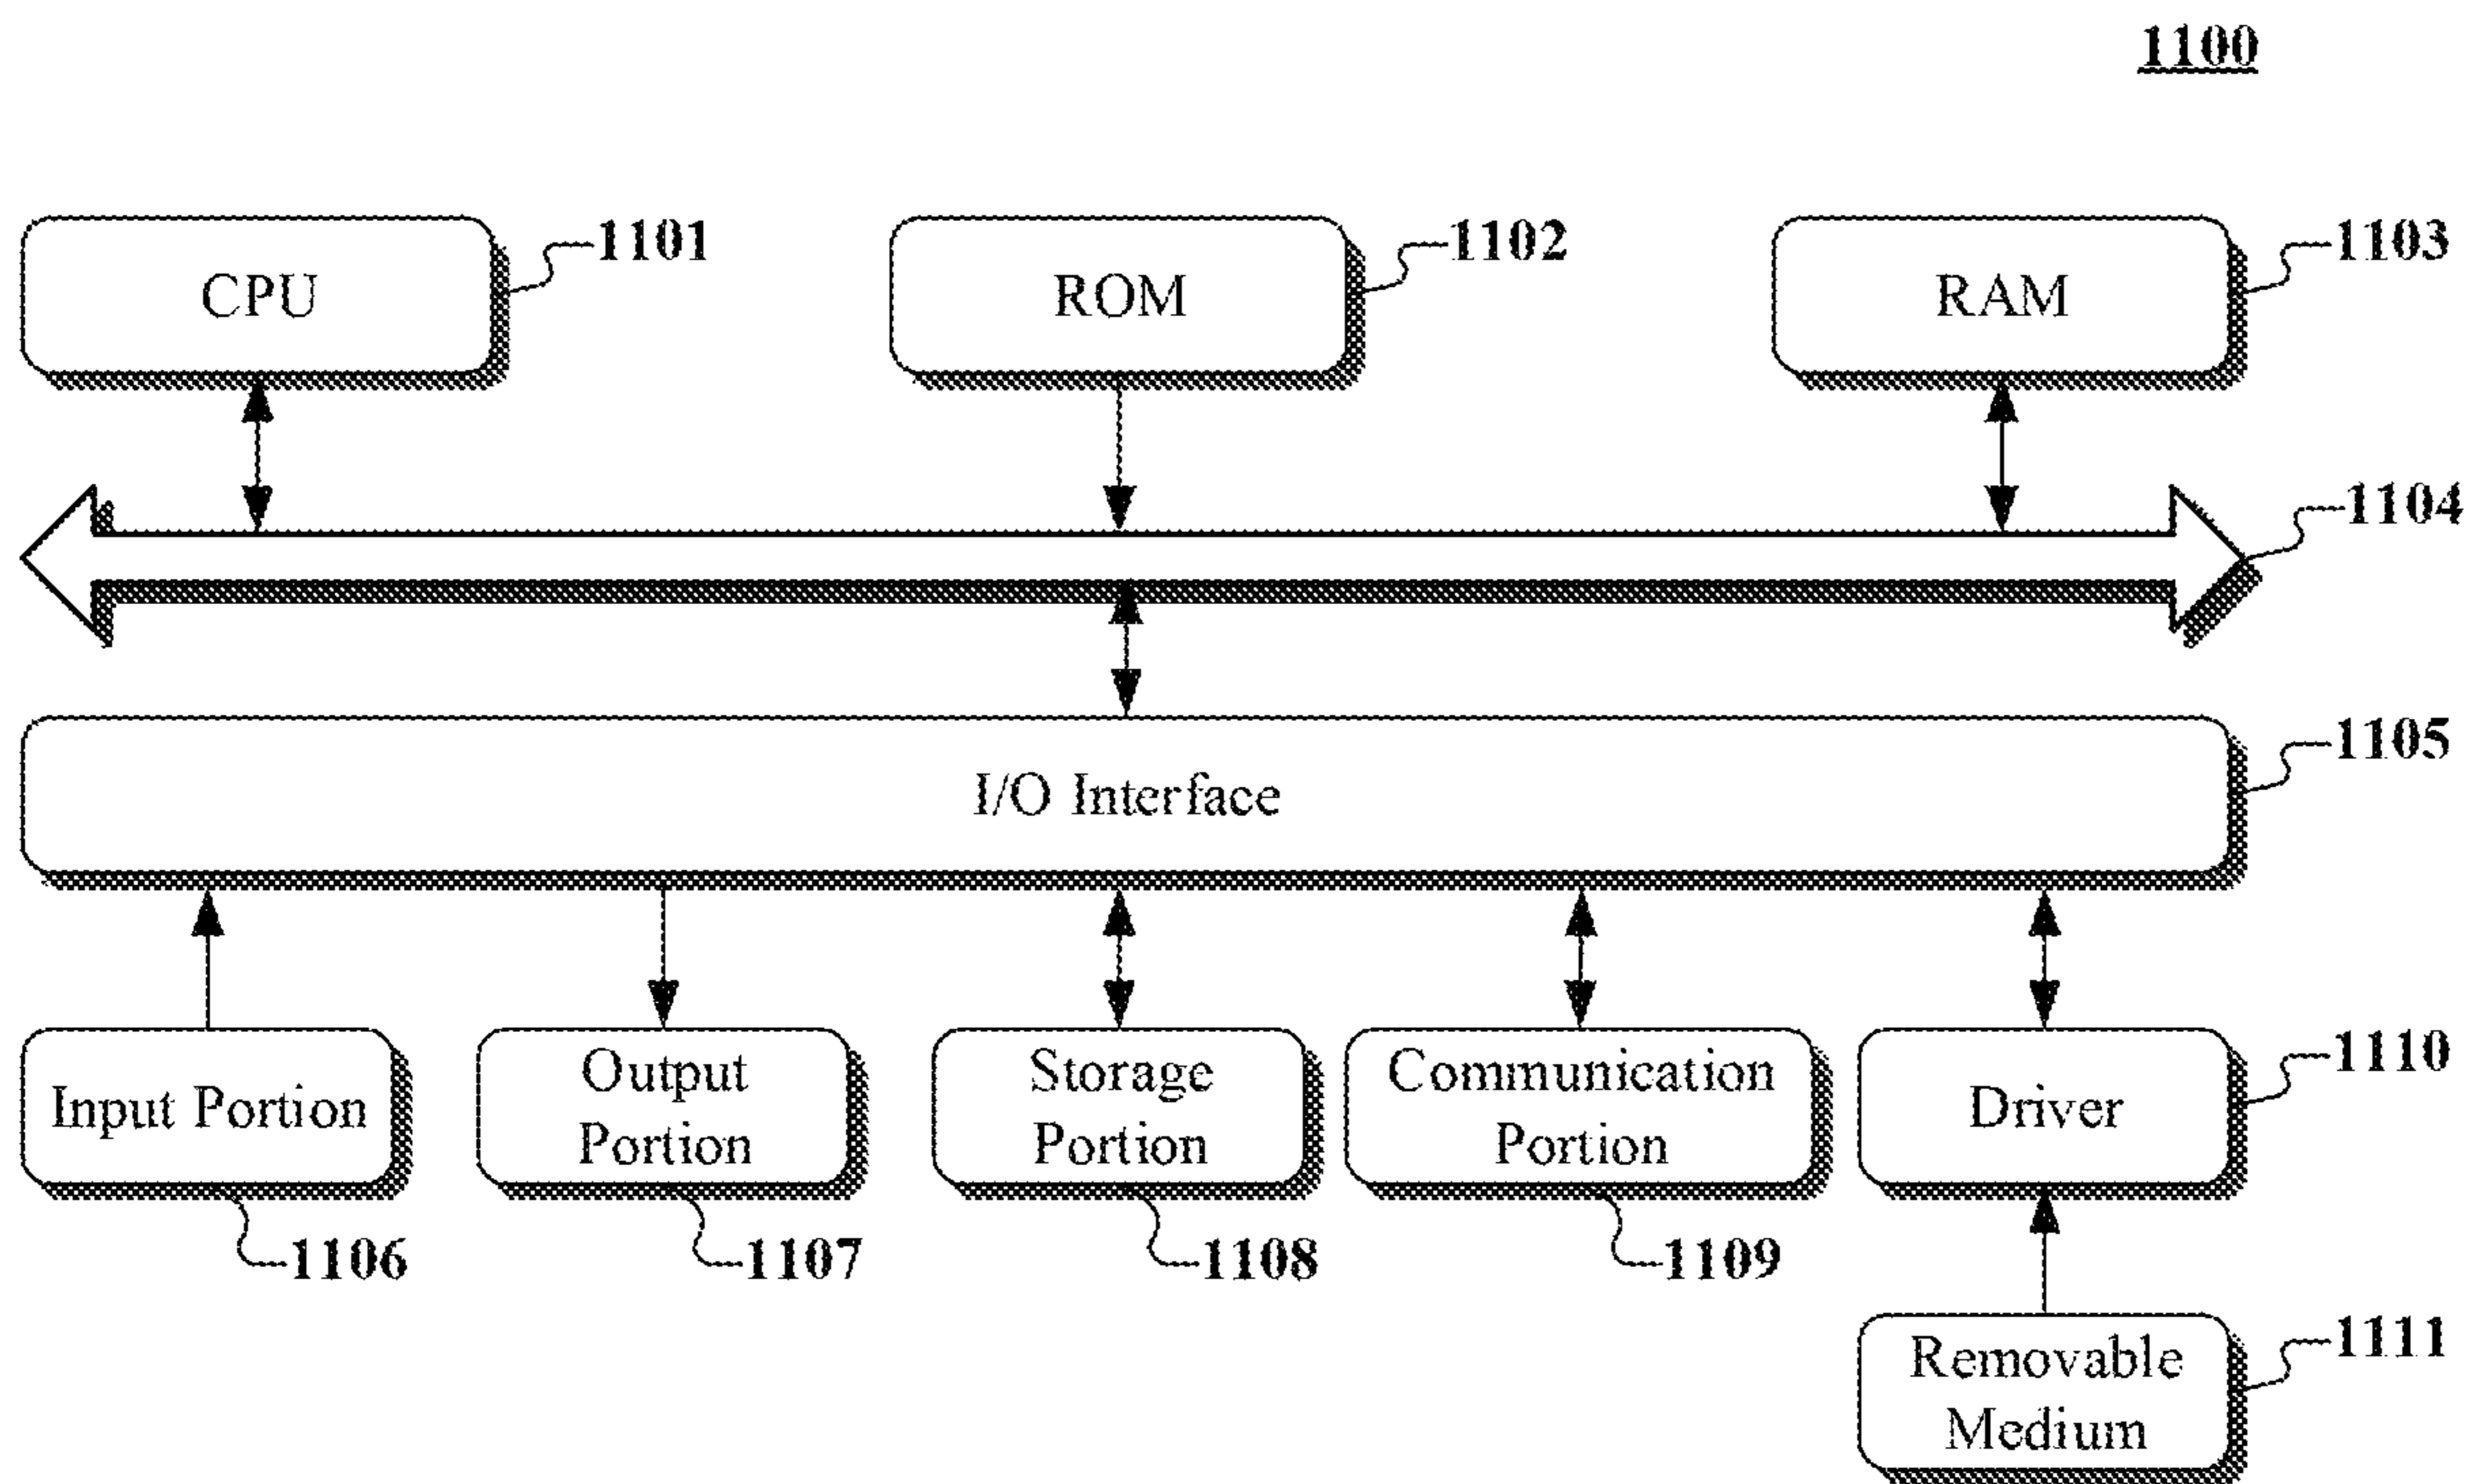 1100
CPU
1101
ROM
1102
RAM
1103
1104
I/O Interface
1105
Input Portion
1106
Output
Portion
1107
Storage
Portion
1108
Communication
Portion
1109
Driver
1110
Removable
Medium
1111